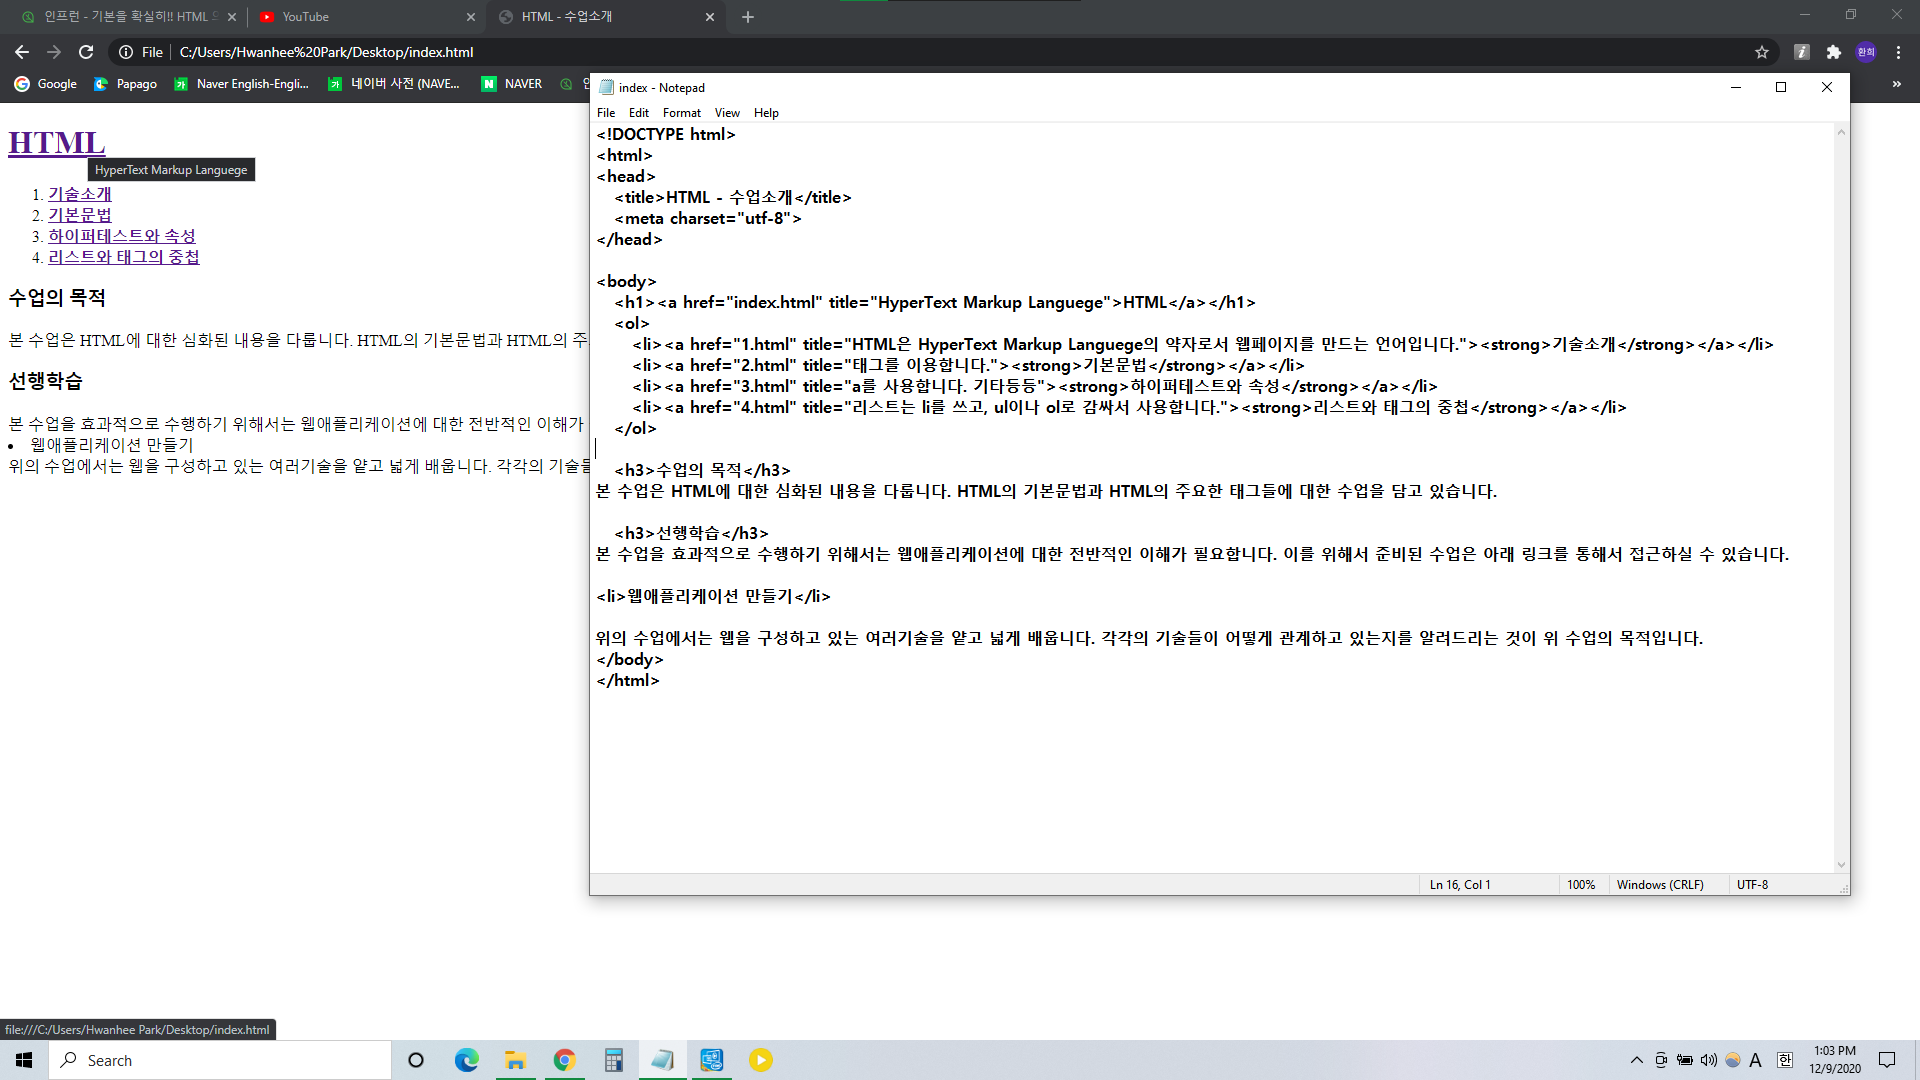 인프런 - 기본을 확실히!! HTML
YouTube
HTML - 수업소개
File
C:/Users/Hwanhee%20Park/Desktop/index.html
환희
Google
Papago
Naver English-Engli...
네이버 사전 (NAVE...
NAVER
»
HTML
HyperText Markup Languege
1. 기술소개
2. 기본문법
3. 하이퍼테스트와 속성
4. 리스트와 태그의 중첩
수업의 목적
본 수업은 HTML에 대한 심화된 내용을 다룹니다. HTML의 기본문법과 HTML의 주
선행학습
본 수업을 효과적으로 수행하기 위해서는 웹애플리케이션에 대한 전반적인 이해가
• 웹애플리케이션 만들기
위의 수업에서는 웹을 구성하고 있는 여러기술을 얕고 넓게 배웁니다. 각각의 기술들
index - Notepad
File Edit Format View Help
<!DOCTYPE html>
<html>
<head>
<title>HTML - 수업소개</title>
<meta charset="utf-8">
</head>
<body>
<h1><a href="index.html" title="HyperText Markup Languege">HTML</a></h1>
<ol>
<li><a href="1.html" title="HTML은 HyperText Markup Languege의 약자로서 웹페이지를 만드는 언어입니다."><strong>기술소개</strong></a></li>
<li><a href="2.html" title="태그를 이용합니다."><strong>기본문법</strong></a></li>
<li><a href="3.html" title="a를 사용합니다. 기타등등"><strong>하이퍼테스트와 속성</strong></a></li>
<li><a href="4.html" title="리스트는 li를 쓰고, ul이나 ol로 감싸서 사용합니다."><strong>리스트와 태그의 중첩</strong></a></li>
</ol>
<h3>수업의 목적</h3>
본 수업은 HTML에 대한 심화된 내용을 다룹니다. HTML의 기본문법과 HTML의 주요한 태그들에 대한 수업을 담고 있습니다.
<h3>선행학습</h3>
본 수업을 효과적으로 수행하기 위해서는 웹애플리케이션에 대한 전반적인 이해가 필요합니다. 이를 위해서 준비된 수업은 아래 링크를 통해서 접근하실 수 있습니다.
<li>웹애플리케이션 만들기</li>
위의 수업에서는 웹을 구성하고 있는 여러기술을 얕고 넓게 배웁니다. 각각의 기술들이 어떻게 관계하고 있는지를 알려드리는 것이 위 수업의 목적입니다.
</body>
</html>
Ln 16, Col 1
100%
Windows (CRLF)
UTF-8
file:///C:/Users/Hwanhee Park/Desktop/index.html
Search
A
한
1:03 PM
12/9/2020